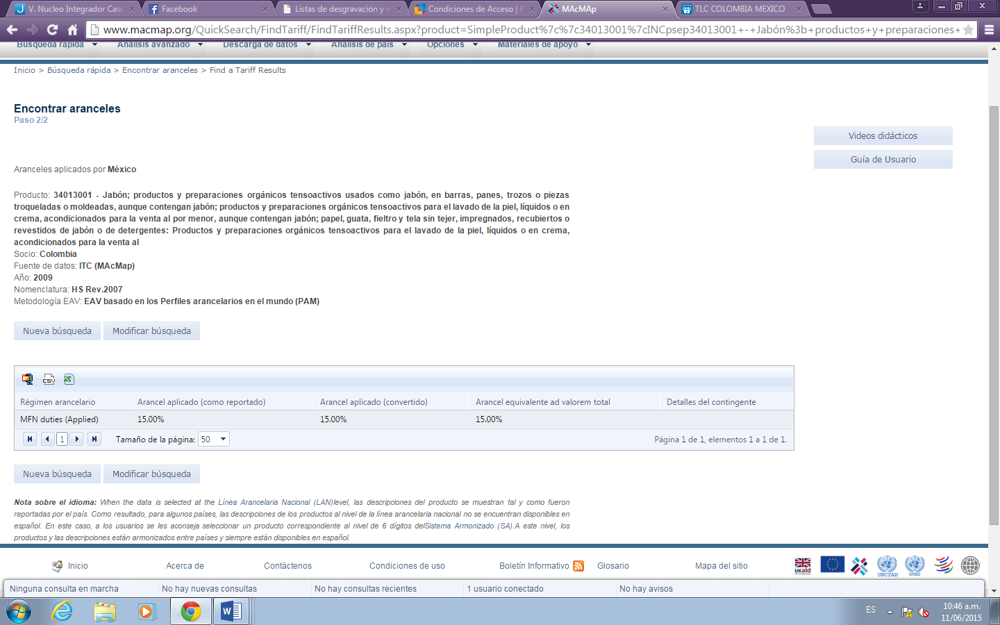 V. Nucleo Integrador Casc
Facebook
Listas de desgravación y n
Condiciones de Acceso | P
MAcMAp
TLC COLOMBIA MEXICO
www.macmap.org/QuickSearch/FindTariff/FindTariffResults.aspx?product=SimpleProduct%7c%7c34013001%7cINCpsep34013001+-+Jabón%3b+productos+y+preparaciones+
Búsqueda rápida
Análisis avanzado
Descarga de datos
Análisis de país
Opciones
Materiales de apoyo
Inicio > Búsqueda rápida > Encontrar aranceles > Find a Tariff Results
Encontrar aranceles
Paso 2/2
Videos didácticos
Guía de Usuario
Aranceles aplicados por México
Producto: 34013001 - Jabón; productos y preparaciones orgánicos tensoactivos usados como jabón, en barras, panes, trozos o piezas
troqueladas o moldeadas, aunque contengan jabón; productos y preparaciones orgánicos tensoactivos para el lavado de la piel, líquidos o en
crema, acondicionados para la venta al por menor, aunque contengan jabón; papel, guata, fieltro y tela sin tejer, impregnados, recubiertos o
revestidos de jabón o de detergentes: Productos y preparaciones orgánicos tensoactivos para el lavado de la piel, líquidos o en crema,
acondicionados para la venta al
Socio: Colombia
Fuente de datos: ITC (MAcMap)
Año: 2009
Nomenclatura: HS Rev.2007
Metodología EAV: EAV basado en los Perfiles arancelarios en el mundo (PAM)
Nueva búsqueda
Modificar búsqueda
CSV
Régimen arancelario
Arancel aplicado (como reportado)
Arancel aplicado (convertido)
Arancel equivalente ad valorem total
Detalles del contingente
MFN duties (Applied)
15.00%
15.00%
15.00%
1
Tamaño de la página: 50
Página 1 de 1, elementos 1 a 1 de 1.
Nueva búsqueda
Modificar búsqueda
Nota sobre el idioma: When the data is selected at the Línea Arancelaria Nacional (LAN)level, las descripciones del producto se muestran tal y como fueron
reportadas por el país. Como resultado, para algunos países, las descripciones de los productos al nivel de la línea arancelaria nacional no se encuentran disponibles en
español. En este caso, a los usuarios se les aconseja seleccionar un producto correspondiente al nivel de 6 dígitos delSistema Armonizado (SA).A este nivel, los
productos y las descripciones están armonizados entre países y siempre están disponibles en español.
Inicio
Acerca de
Contáctenos
Condiciones de uso
Boletín Informativo
Glosario
Mapa del sitio
UKaid
UNCTAD
UNSD
Ninguna consulta en marcha
No hay nuevas consultas
No hay consultas recientes
1 usuario conectado
No hay avisos
ES
10:46 a.m.
11/06/2015